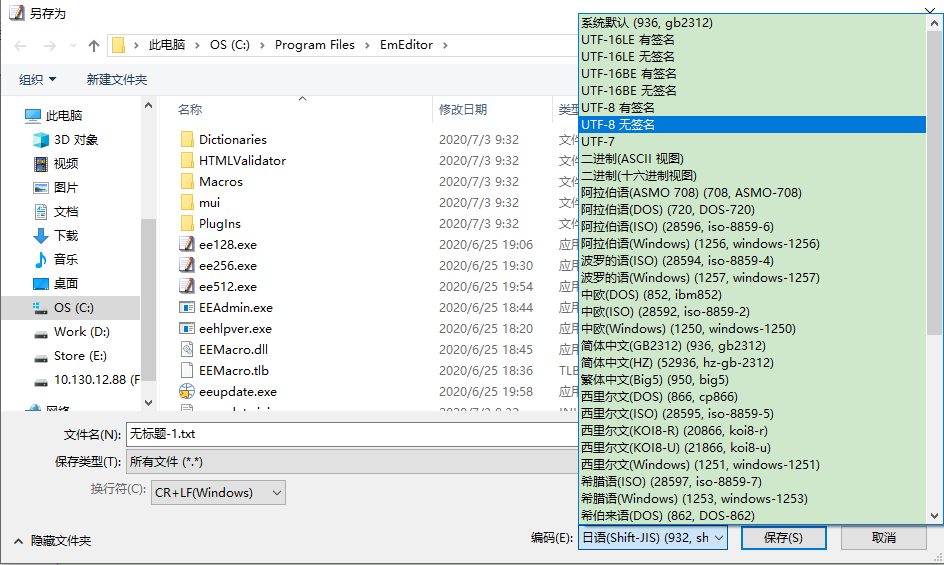 另存为
此电脑 > OS (C:) > Program Files > EmEditor >
组织 新建文件夹
此电脑
3D 对象
视频
图片
文档
下载
音乐
桌面
OS (C:)
Work (D:)
Store (E:)
10.130.12.88 (F
网络
名称 修改日期 类型
Dictionaries 2020/7/3 9:32 文件
HTMLValidator 2020/7/3 9:32 文件
Macros 2020/7/3 9:32 文件
mui 2020/7/3 9:32 文件
PlugIns 2020/7/3 9:32 文件
ee128.exe 2020/6/25 19:06 应用
ee256.exe 2020/6/25 19:30 应用
ee512.exe 2020/6/25 19:54 应用
EEAdmin.exe 2020/6/25 18:44 应用
eehlpver.exe 2020/6/25 18:20 应用
EEMacro.dll 2020/6/25 18:45 应用
EEMacro.tlb 2020/6/25 18:36 TLB
eeupdate.exe 2020/6/25 19:58 应用
文件名(N): 无标题-1.txt
保存类型(T): 所有文件 (*.*)
换行符(C): CR+LF(Windows)
隐藏文件夹
系统默认 (936, gb2312)
UTF-16LE 有签名
UTF-16LE 无签名
UTF-16BE 有签名
UTF-16BE 无签名
UTF-8 有签名
UTF-8 无签名
UTF-7
二进制(ASCII 视图)
二进制(十六进制视图)
阿拉伯语(ASMO 708) (708, ASMO-708)
阿拉伯语(DOS) (720, DOS-720)
阿拉伯语(ISO) (28596, iso-8859-6)
阿拉伯语(Windows) (1256, windows-1256)
波罗的语(ISO) (28594, iso-8859-4)
波罗的语(Windows) (1257, windows-1257)
中欧(DOS) (852, ibm852)
中欧(ISO) (28592, iso-8859-2)
中欧(Windows) (1250, windows-1250)
简体中文(GB2312) (936, gb2312)
简体中文(HZ) (52936, hz-gb-2312)
繁体中文(Big5) (950, big5)
西里尔文(DOS) (866, cp866)
西里尔文(ISO) (28595, iso-8859-5)
西里尔文(KOI8-R) (20866, koi8-r)
西里尔文(KOI8-U) (21866, koi8-u)
西里尔文(Windows) (1251, windows-1251)
希腊语(ISO) (28597, iso-8859-7)
希腊语(Windows) (1253, windows-1253)
希伯来语(DOS) (862, DOS-862)
编码(E): 日语(Shift-JIS) (932, sh 保存(S) 取消